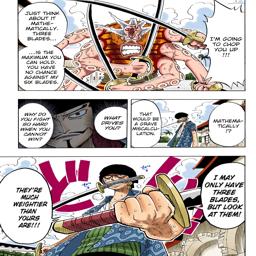 I'M GOING
TO CHOP
YOU
UP!!!
JUST THINK
ABOUT IT
MATHE-
MATICALLY.
THREE
BLADES...
...IS THE
MAXIMUM YOU
CAN HOLD.
YOU HAVE NO
CHANCE
AGAINST MY
SIX BLADES.
MATHEMA-
TICALLY!?
THAT
WOULD BE
A GRAVE
MISCAL-
CULATION.
WHAT
DRIVES
YOU?
WHY DO
YOU FIGHT
SO HARD
WHEN YOU
CANNOT
WIN?
I MAY
ONLY HAVE
THREE
BLADES,
BUT LOOK
AT THEM!
THEY'RE
MUCH
WEIGHTIER
THAN
YOURS
ARE!!!